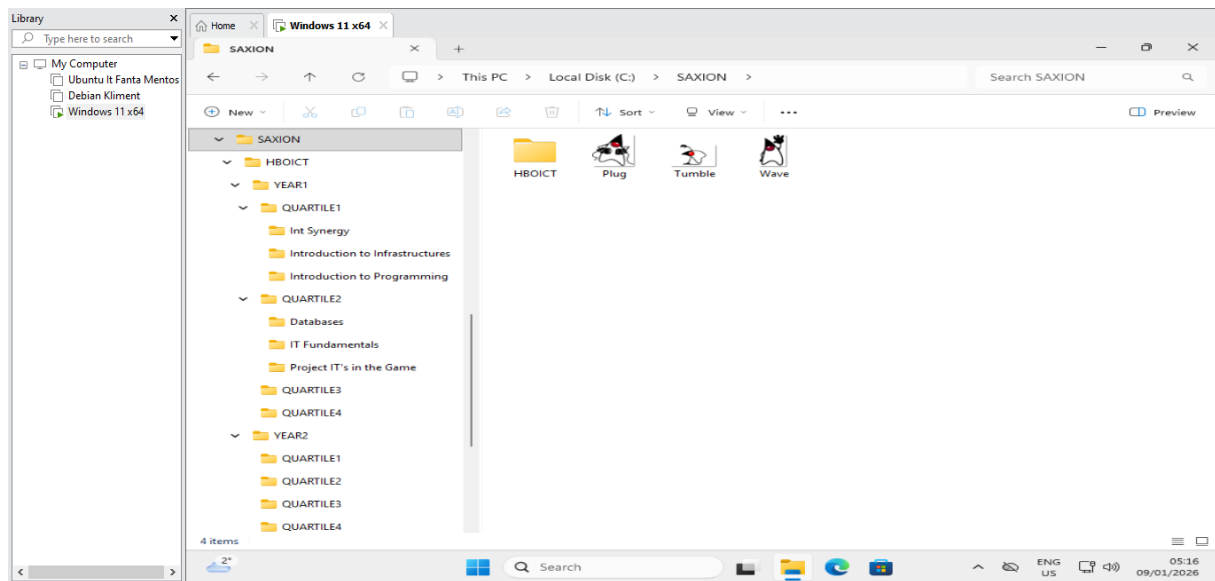 Library
Type here to search
My Computer
Ubuntu It Fanta Mentos
Debian Kliment
Windows 11 x64
Home
Windows 11 x64
SAXION
This PC > Local Disk (C:) > SAXION >
Search SAXION
New
Sort
View
Preview
SAXION
HBOICT
YEAR1
QUARTILE1
Int Synergy
Introduction to Infrastructures
Introduction to Programming
QUARTILE2
Databases
IT Fundamentals
Project IT's in the Game
QUARTILE3
QUARTILE4
YEAR2
QUARTILE1
QUARTILE2
QUARTILE3
QUARTILE4
HBOICT
Plug
Tumble
Wave
4 items
2°
Search
ENG
US
05:16
09/01/2026